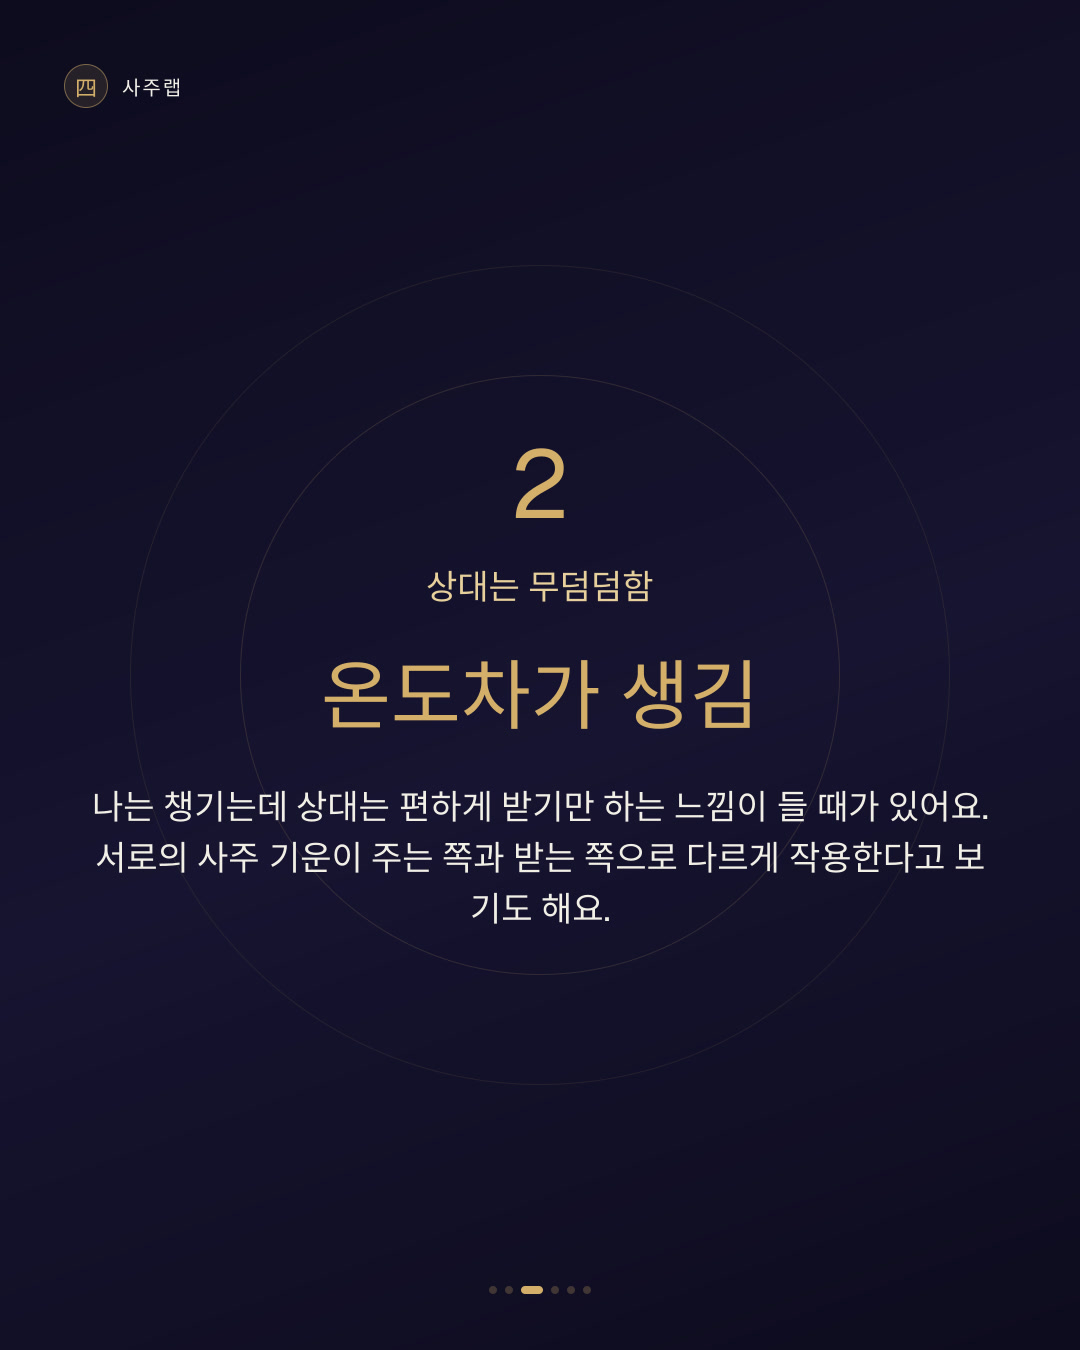 四 사주랩
2
상대는 무덤덤함
온도차가 생김
나는 챙기는데 상대는 편하게 받기만 하는 느낌이 들 때가 있어요.
서로의 사주 기운이 주는 쪽과 받는 쪽으로 다르게 작용한다고 보
기도 해요.